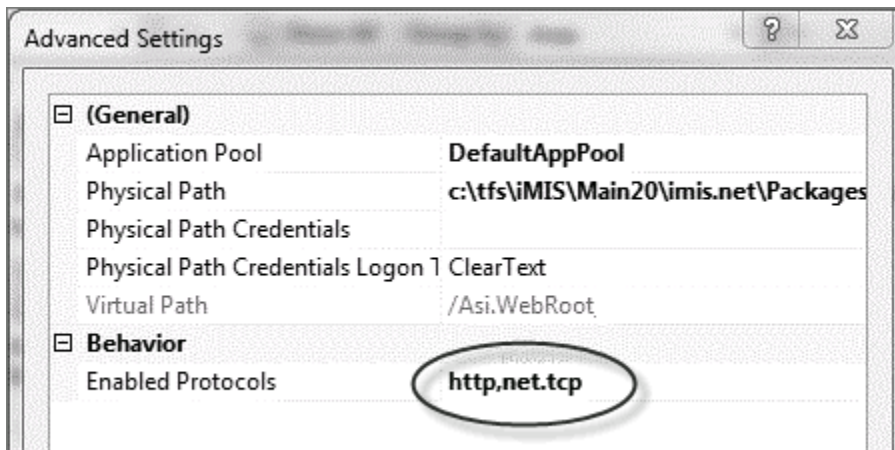 Advanced Settings
(General)
Application Pool DefaultAppPool
Physical Path c:\tfs\iMIS\Main20\imis.net\Packages
Physical Path Credentials
Physical Path Credentials Logon T ClearText
Virtual Path /Asi.WebRoot
Behavior
Enabled Protocols http,net.tcp